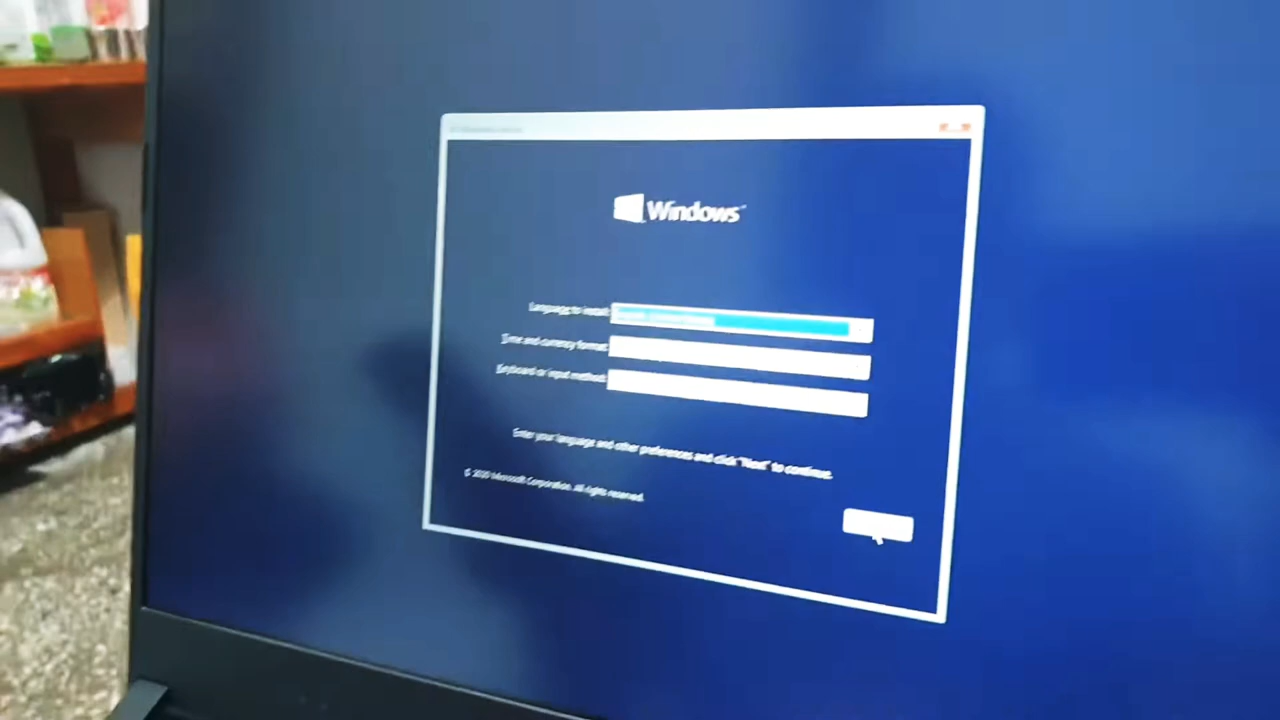 Windows
Language to install:
Time and currency format:
Keyboard or input method:
Enter your language and other preferences and click "Next" to continue.
© 2020 Microsoft Corporation. All rights reserved.